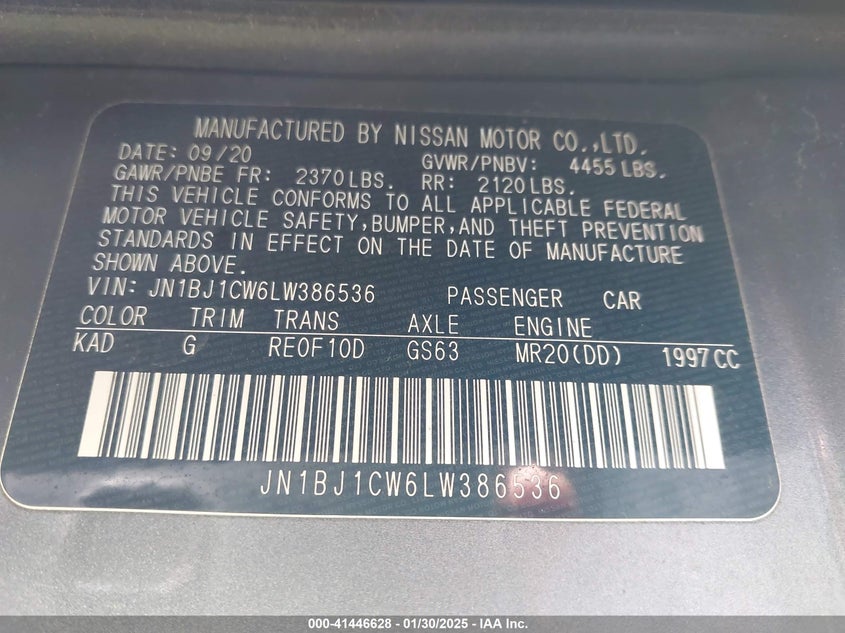 MANUFACTURED BY NISSAN MOTOR CO.,LTD.
DATE: 09/20 GVWR/PNBV: 4455 LBS.
GAWR/PNBE FR: 2370LBS. RR: 2120LBS.
THIS VEHICLE CONFORMS TO ALL APPLICABLE FEDERAL
MOTOR VEHICLE SAFETY,BUMPER,AND THEFT PREVENTION
STANDARDS IN EFFECT ON THE DATE OF MANUFACTURE
SHOWN ABOVE.
VIN: JN1BJ1CW6LW386536 PASSENGER CAR
COLOR TRIM TRANS AXLE ENGINE
KAD G RE0F10D GS63 MR20(DD) 1997CC
JN1BJ1CW6LW386536
000-41446628 - 01/30/2025 - IAA Inc.